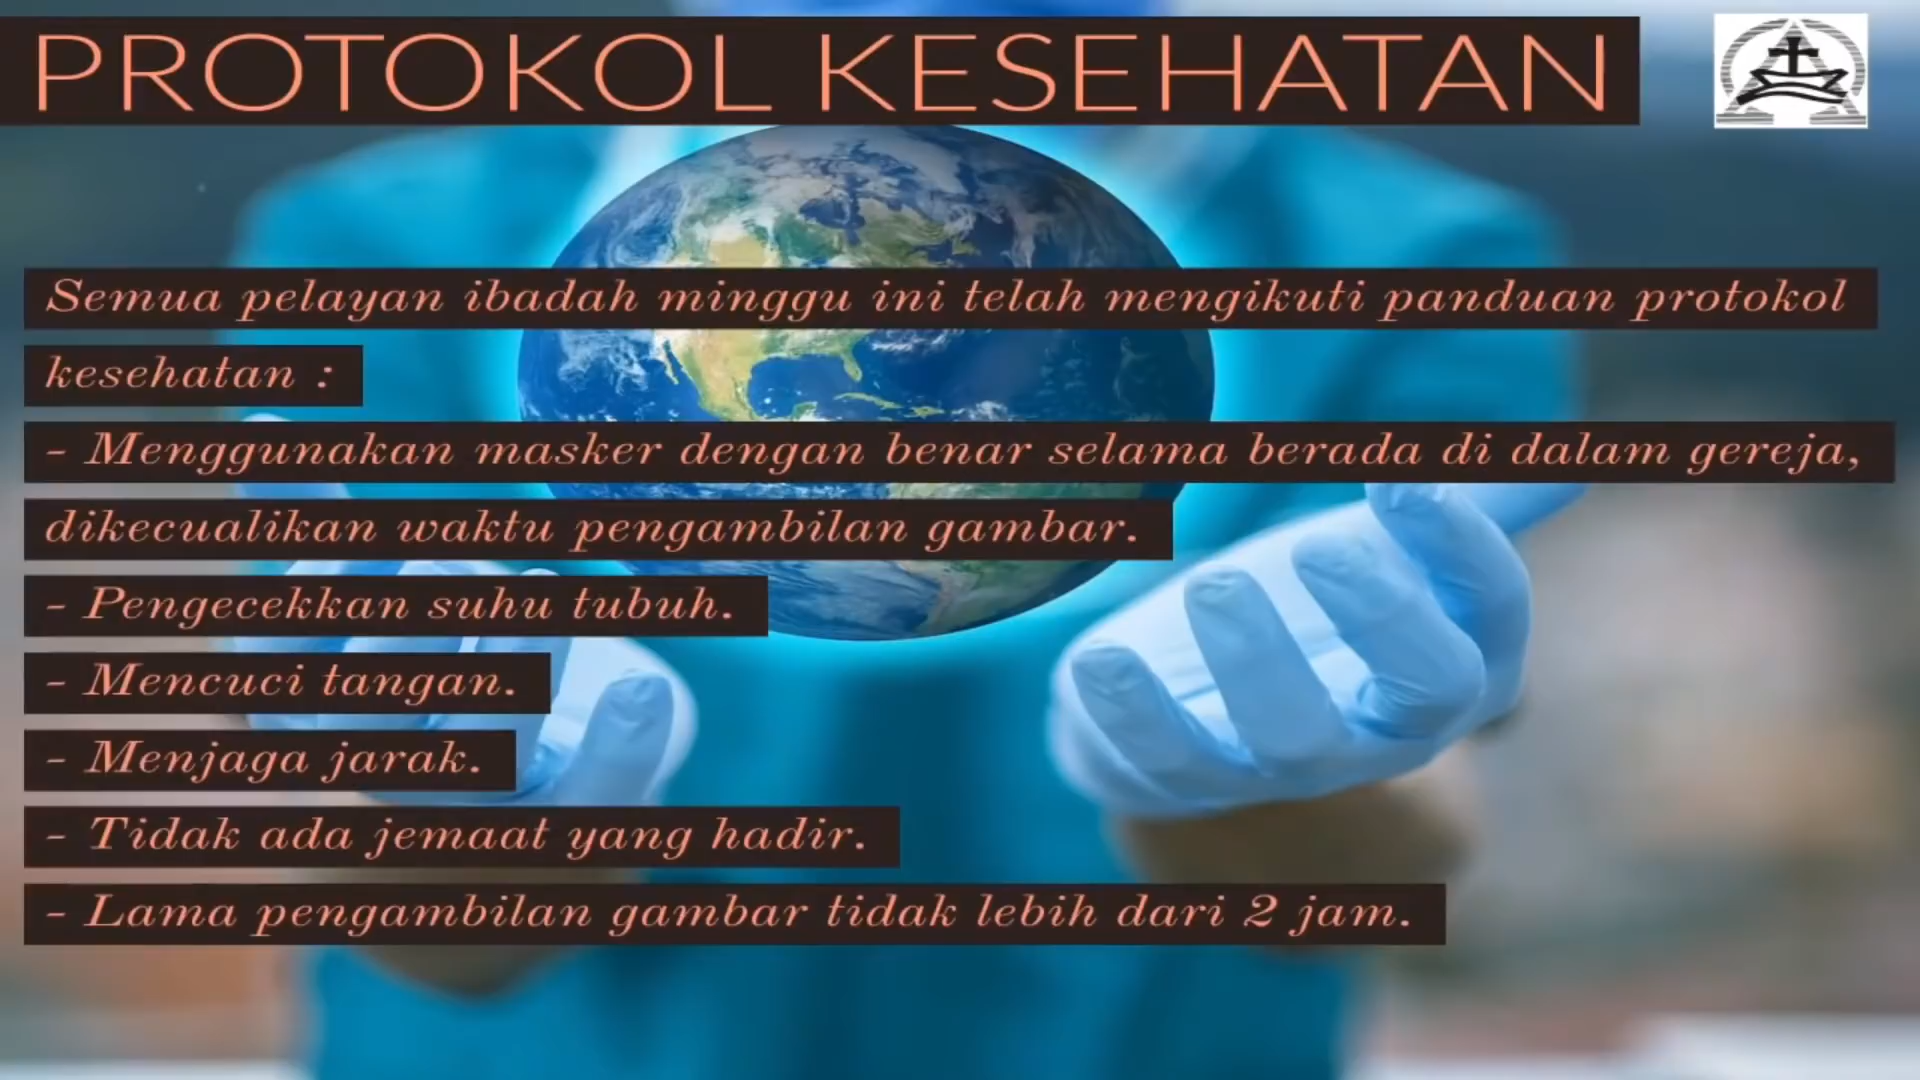 PROTOKOL KESEHATAN
Semua pelayan ibadah minggu ini telah mengikuti panduan protokol
kesehatan :
- Menggunakan masker dengan benar selama berada di dalam gereja,
dikecualikan waktu pengambilan gambar.
- Pengecekkan suhu tubuh.
- Mencuci tangan.
- Menjaga jarak.
- Tidak ada jemaat yang hadir.
- Lama pengambilan gambar tidak lebih dari 2 jam.